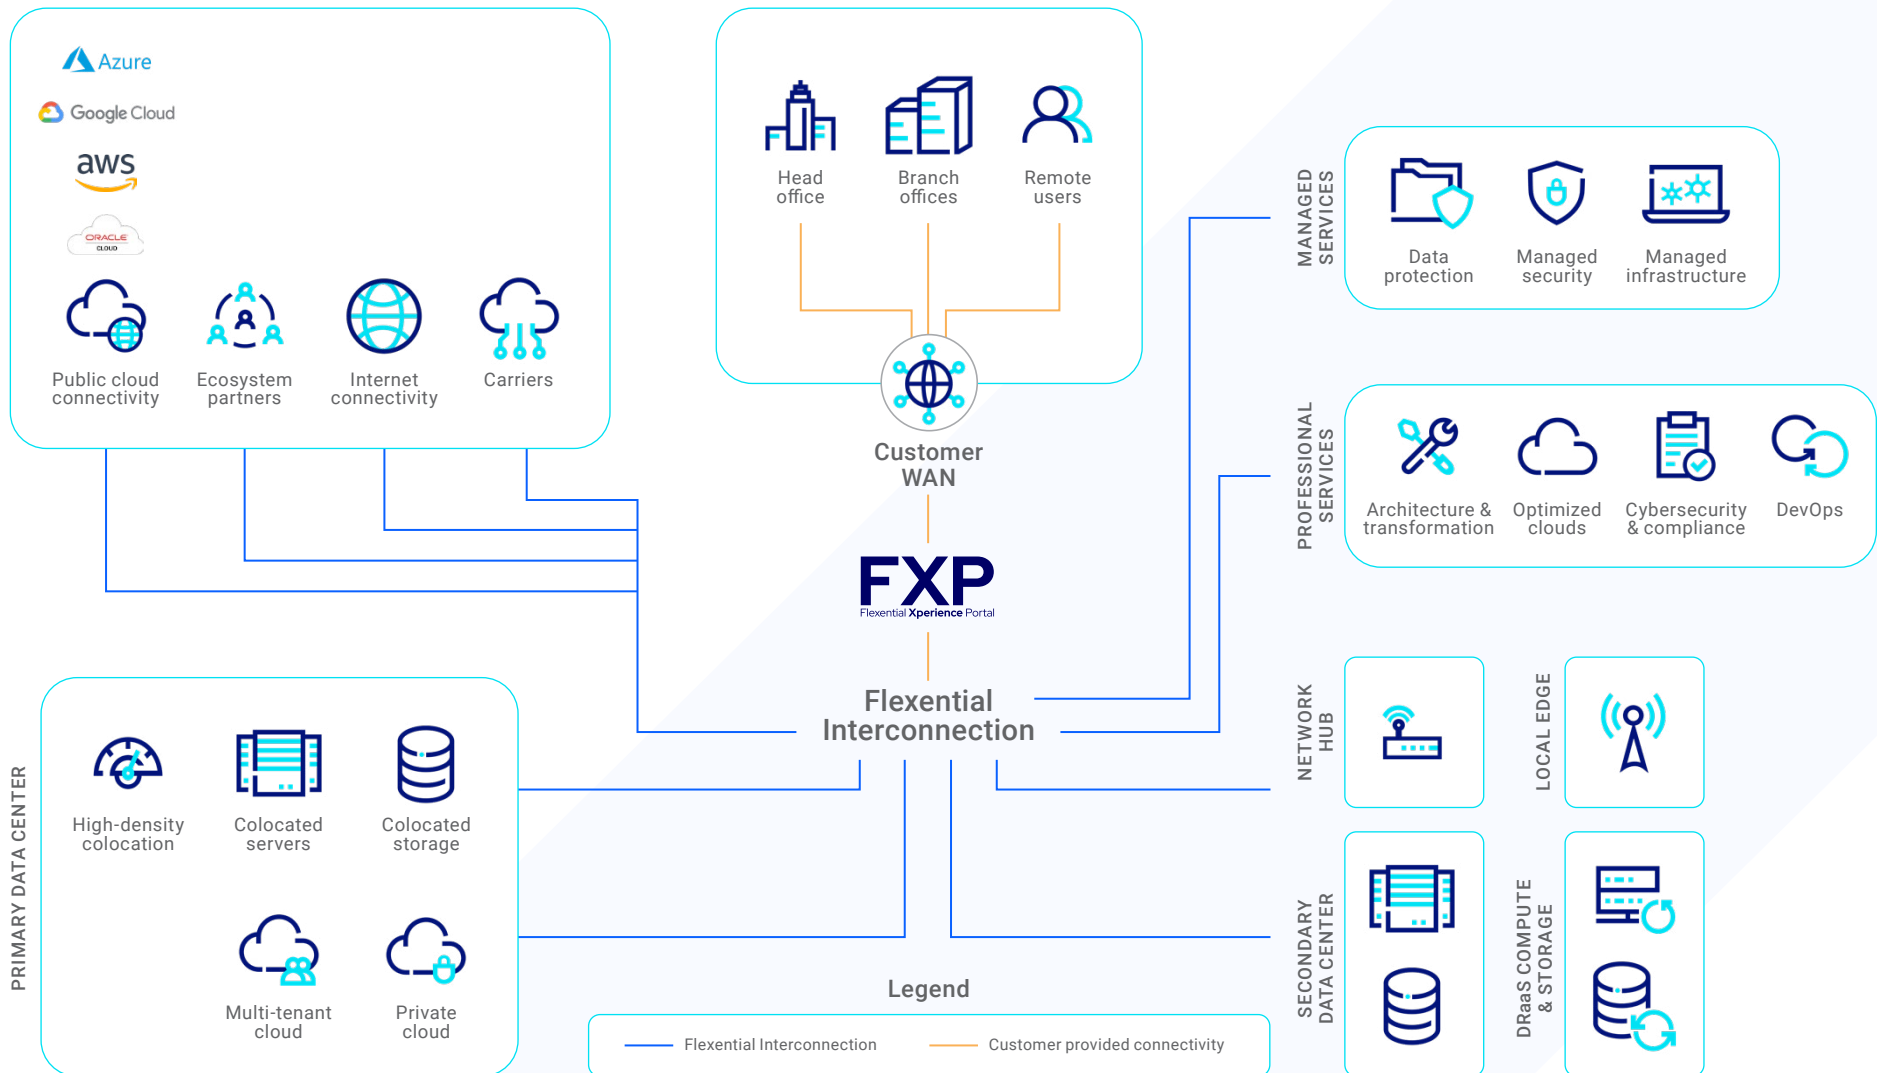 Azure
Google Cloud
aws
ORACLE
CLOUD
Public cloud
connectivity
Ecosystem
partners
Internet
connectivity
Carriers
Head
office
Branch
offices
Remote
users
Customer
WAN
FXP
Flexential Xperience Portal
Flexential
Interconnection
MANAGED
SERVICES
Data
protection
Managed
security
Managed
infrastructure
PROFESSIONAL
SERVICES
Architecture &
transformation
Optimized
clouds
Cybersecurity
& compliance
DevOps
NETWORK
HUB
LOCAL EDGE
SECONDARY
DATA CENTER
DRaaS COMPUTE
& STORAGE
PRIMARY DATA CENTER
High-density
colocation
Colocated
servers
Colocated
storage
Multi-tenant
cloud
Private
cloud
Legend
Flexential Interconnection
Customer provided connectivity